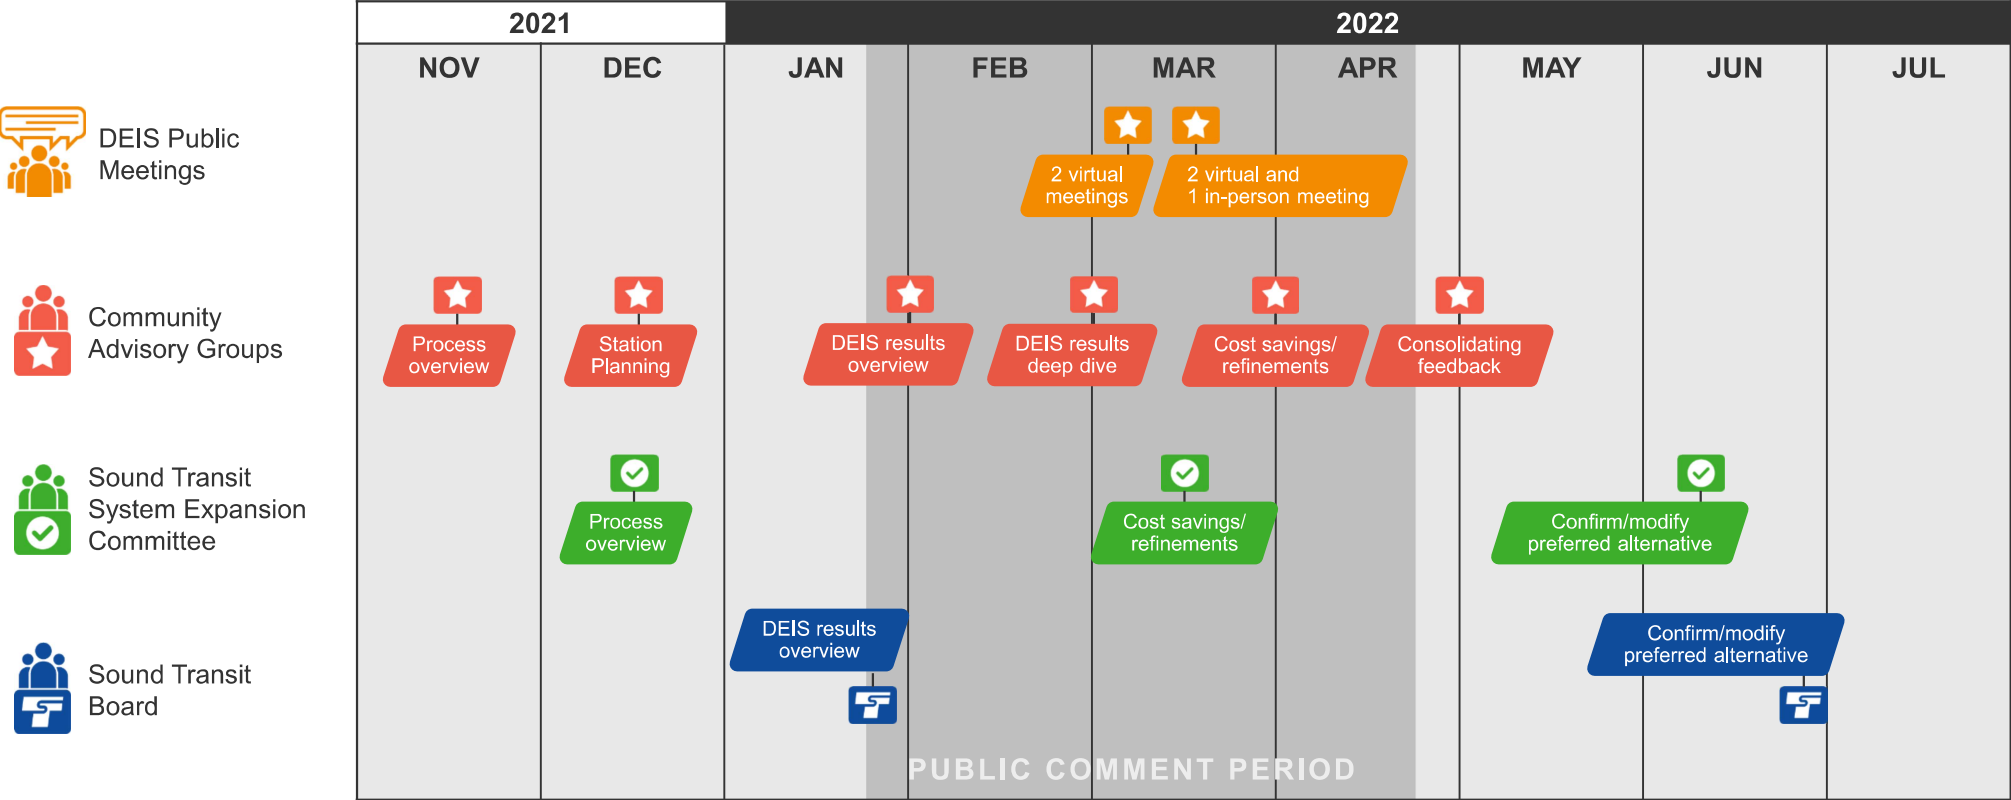 2021
2022
NOV
DEC
JAN
FEB
MAR
APR
MAY
JUN
JUL
DEIS Public
Meetings
2 virtual
meetings
2 virtual and
1 in-person meeting
Community
Advisory Groups
Process
overview
Station
Planning
DEIS results
overview
DEIS results
deep dive
Cost savings/
refinements
Consolidating
feedback
Sound Transit
System Expansion
Committee
Process
overview
Cost savings/
refinements
Confirm/modify
preferred alternative
Sound Transit
Board
DEIS results
overview
Confirm/modify
preferred alternative
PUBLIC COMMENT PERIOD